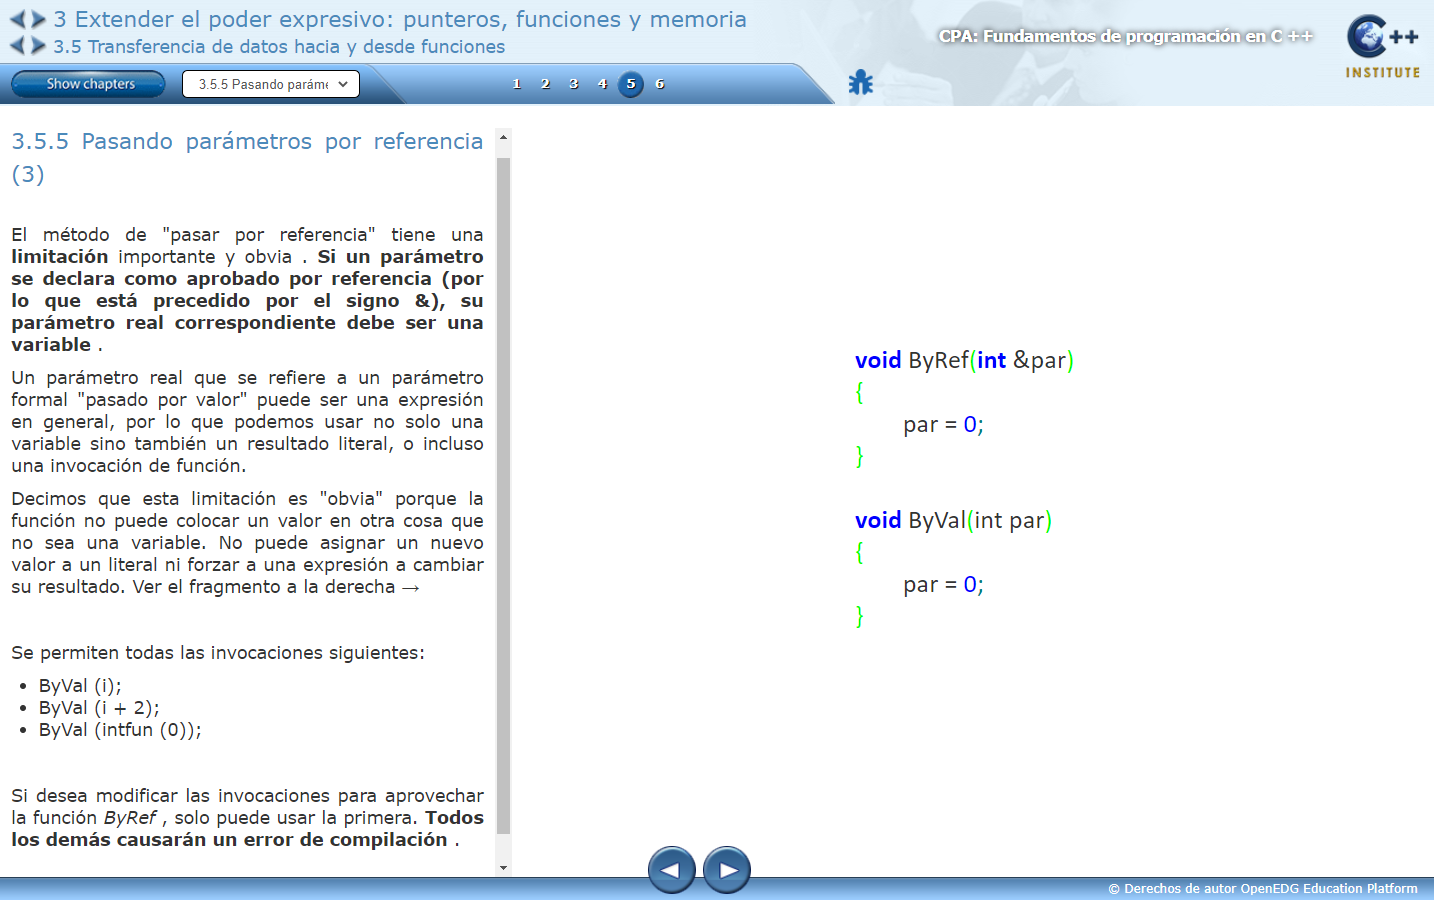 3 Extender el poder expresivo: punteros, funciones y memoria
3.5 Transferencia de datos hacia y desde funciones
CPA: Fundamentos de programación en C ++
C++
INSTITUTE
Show chapters
3.5.5 Pasando paráme
1 2 3 4 5 6
3.5.5 Pasando parámetros por referencia
(3)
El método de "pasar por referencia" tiene una
limitación importante y obvia . Si un parámetro
se declara como aprobado por referencia (por
lo que está precedido por el signo &), su
parámetro real correspondiente debe ser una
variable .
Un parámetro real que se refiere a un parámetro
formal "pasado por valor" puede ser una expresión
en general, por lo que podemos usar no solo una
variable sino también un resultado literal, o incluso
una invocación de función.
Decimos que esta limitación es "obvia" porque la
función no puede colocar un valor en otra cosa que
no sea una variable. No puede asignar un nuevo
valor a un literal ni forzar a una expresión a cambiar
su resultado. Ver el fragmento a la derecha →
Se permiten todas las invocaciones siguientes:
• ByVal (i);
• ByVal (i + 2);
• ByVal (intfun (0));
Si desea modificar las invocaciones para aprovechar
la función ByRef , solo puede usar la primera. Todos
los demás causarán un error de compilación .
void ByRef(int &par)
{
par = 0;
}
void ByVal(int par)
{
par = 0;
}
© Derechos de autor OpenEDG Education Platform